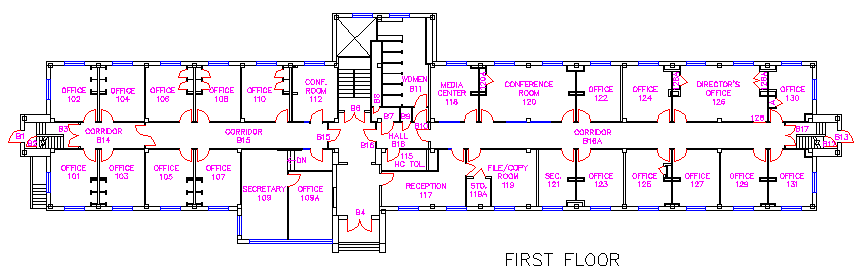 WOMEN
B11
CONF.
ROOM
112
OFFICE
102
OFFICE
104
OFFICE
106
OFFICE
108
OFFICE
110
MEDIA
CENTER
118
120A
CONFERENCE
ROOM
120
OFFICE
122
OFFICE
124
DIRECTOR'S
OFFICE
126
128A
OFFICE
130
128
B8
B6
B7
B9
B10
B1
B2
B3
CORRIDOR
B14
CORRIDOR
B15
B15
B16
HALL
B18
CORRIDOR
B16A
B17
B13
B12
DN
115
HC TOL.
OFFICE
101
OFFICE
103
OFFICE
105
OFFICE
107
SECRETARY
109
OFFICE
109A
B4
RECEPTION
117
STO.
119A
FILE/COPY
ROOM
119
SEC.
121
OFFICE
123
OFFICE
125
OFFICE
127
OFFICE
129
OFFICE
131
FIRST FLOOR